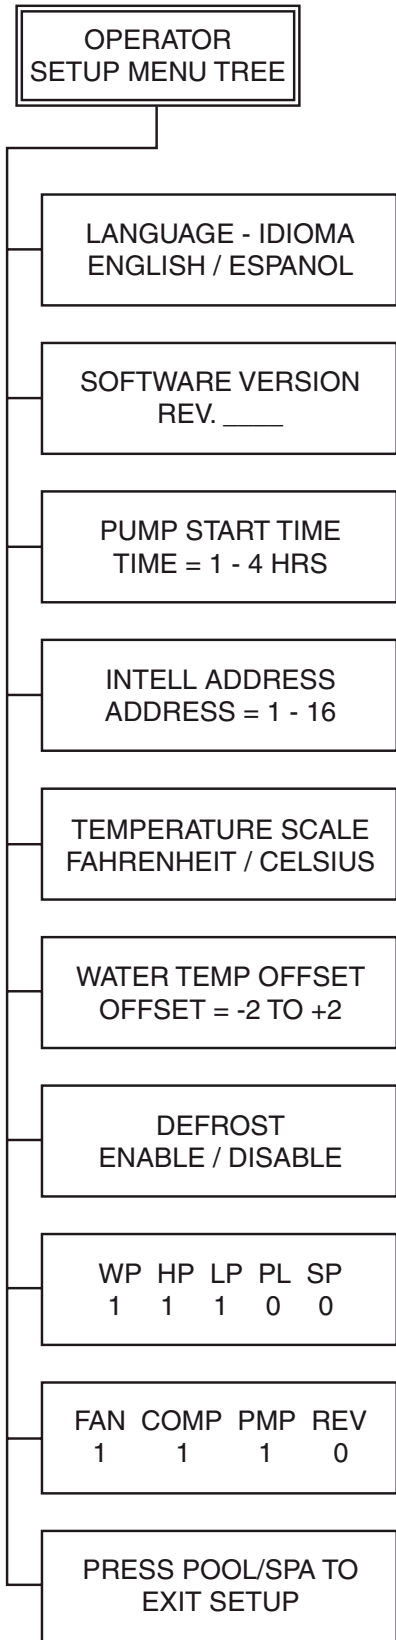 OPERATOR
SETUP MENU TREE
LANGUAGE - IDIOMA
ENGLISH / ESPANOL
SOFTWARE VERSION
REV. ____
PUMP START TIME
TIME = 1 - 4 HRS
INTELL ADDRESS
ADDRESS = 1 - 16
TEMPERATURE SCALE
FAHRENHEIT / CELSIUS
WATER TEMP OFFSET
OFFSET = -2 TO +2
DEFROST
ENABLE / DISABLE
WP HP LP PL SP
1 1 1 0 0
FAN COMP PMP REV
1 1 1 0
PRESS POOL/SPA TO
EXIT SETUP